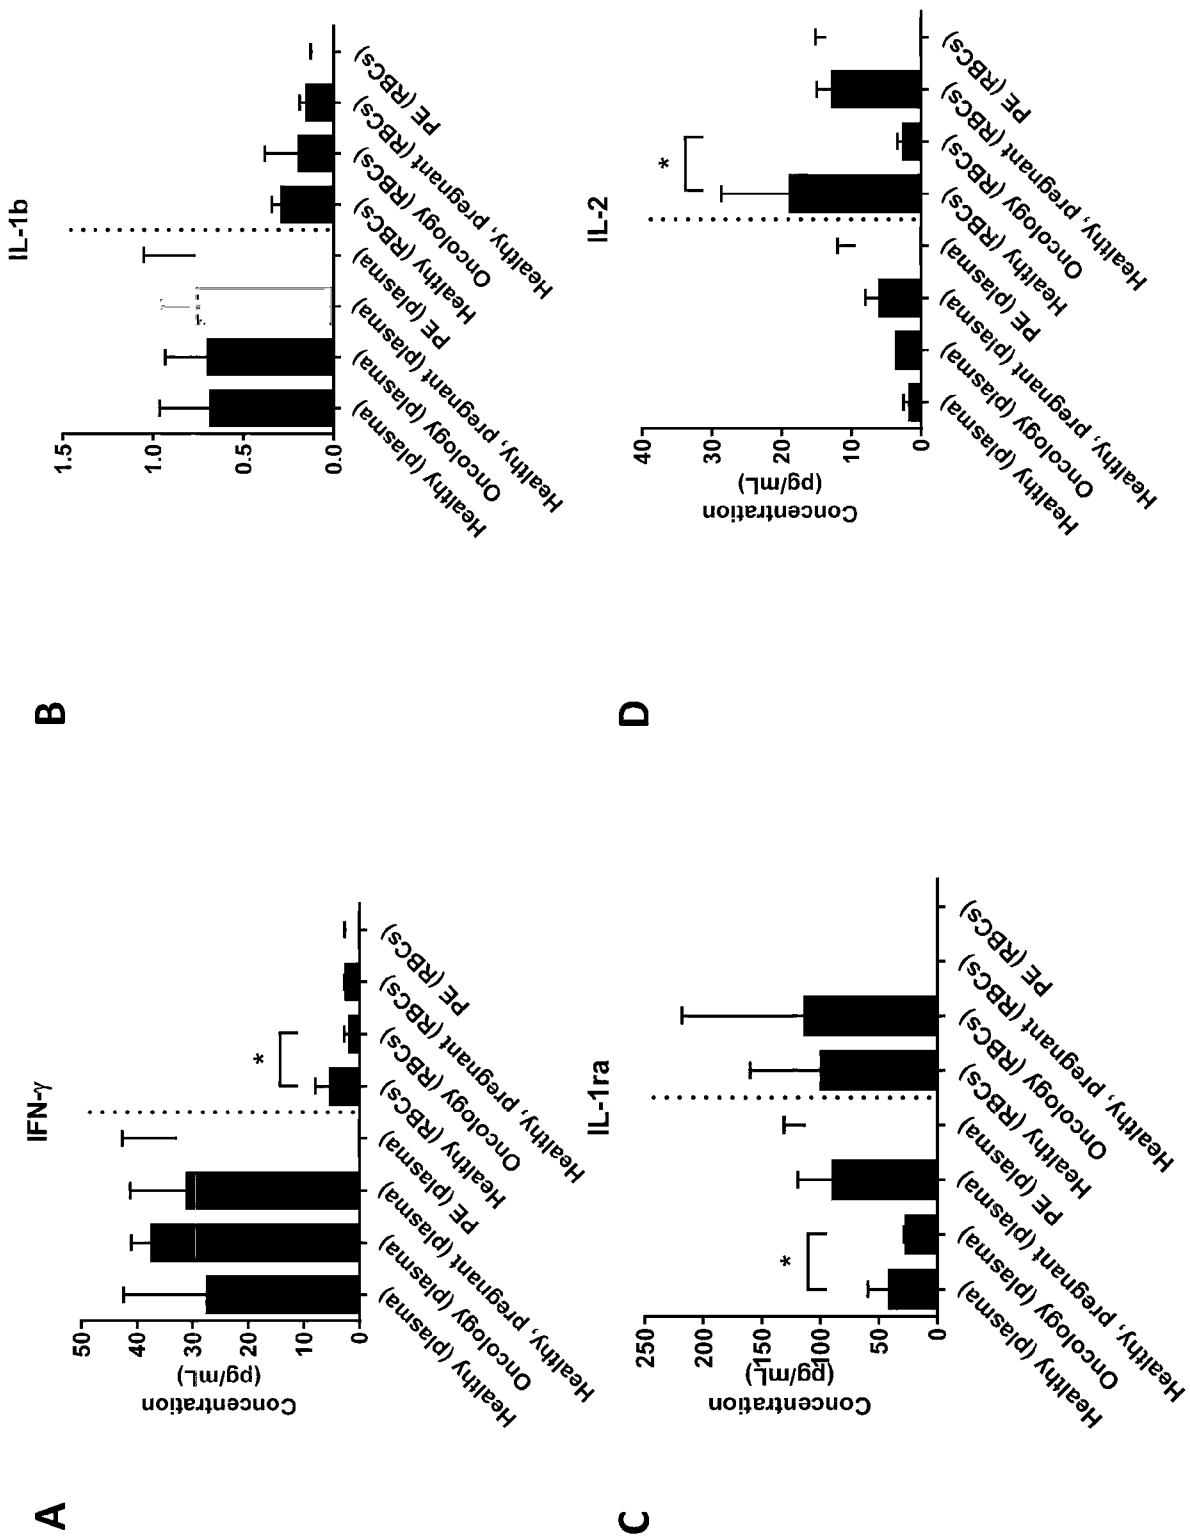 A
IFN-γ
Concentration
(pg/mL)
50
40
30
20
10
0
Healthy (plasma)
Oncology (plasma)
Healthy, pregnant (plasma)
PE (plasma)
Healthy (RBCs)
Oncology (RBCs)
Healthy, pregnant (RBCs)
PE (RBCs)
*
B
IL-1b
1.5
1.0
0.5
0.0
Healthy (plasma)
Oncology (plasma)
Healthy, pregnant (plasma)
PE (plasma)
Healthy (RBCs)
Oncology (RBCs)
Healthy, pregnant (RBCs)
PE (RBCs)
C
IL-1ra
Concentration
(pg/mL)
250
200
150
100
50
0
Healthy (plasma)
Oncology (plasma)
Healthy, pregnant (plasma)
PE (plasma)
Healthy (RBCs)
Oncology (RBCs)
Healthy, pregnant (RBCs)
PE (RBCs)
*
D
IL-2
Concentration
(pg/mL)
40
30
20
10
0
Healthy (plasma)
Oncology (plasma)
Healthy, pregnant (plasma)
PE (plasma)
Healthy (RBCs)
Oncology (RBCs)
Healthy, pregnant (RBCs)
PE (RBCs)
*